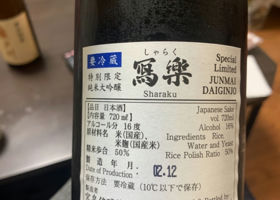 要冷蔵
特別限定
純米大吟醸
しゃらく
寫樂
Sharaku
Special
Limited
JUNMAI
DAIGINJO
品目 日本酒
Japanese Sake
内容量 720㎖
vol 720ml
アルコール分 16度
Alcohol 16%
原材料名 米(国産)、
Ingredients Rice,
米麹(国産米)
Water and Yeast
精米歩合 50%
Rice Polish Ratio 50%
製造年月
Date of Production
02.12
保存方法 要冷蔵(10℃以下で保存)